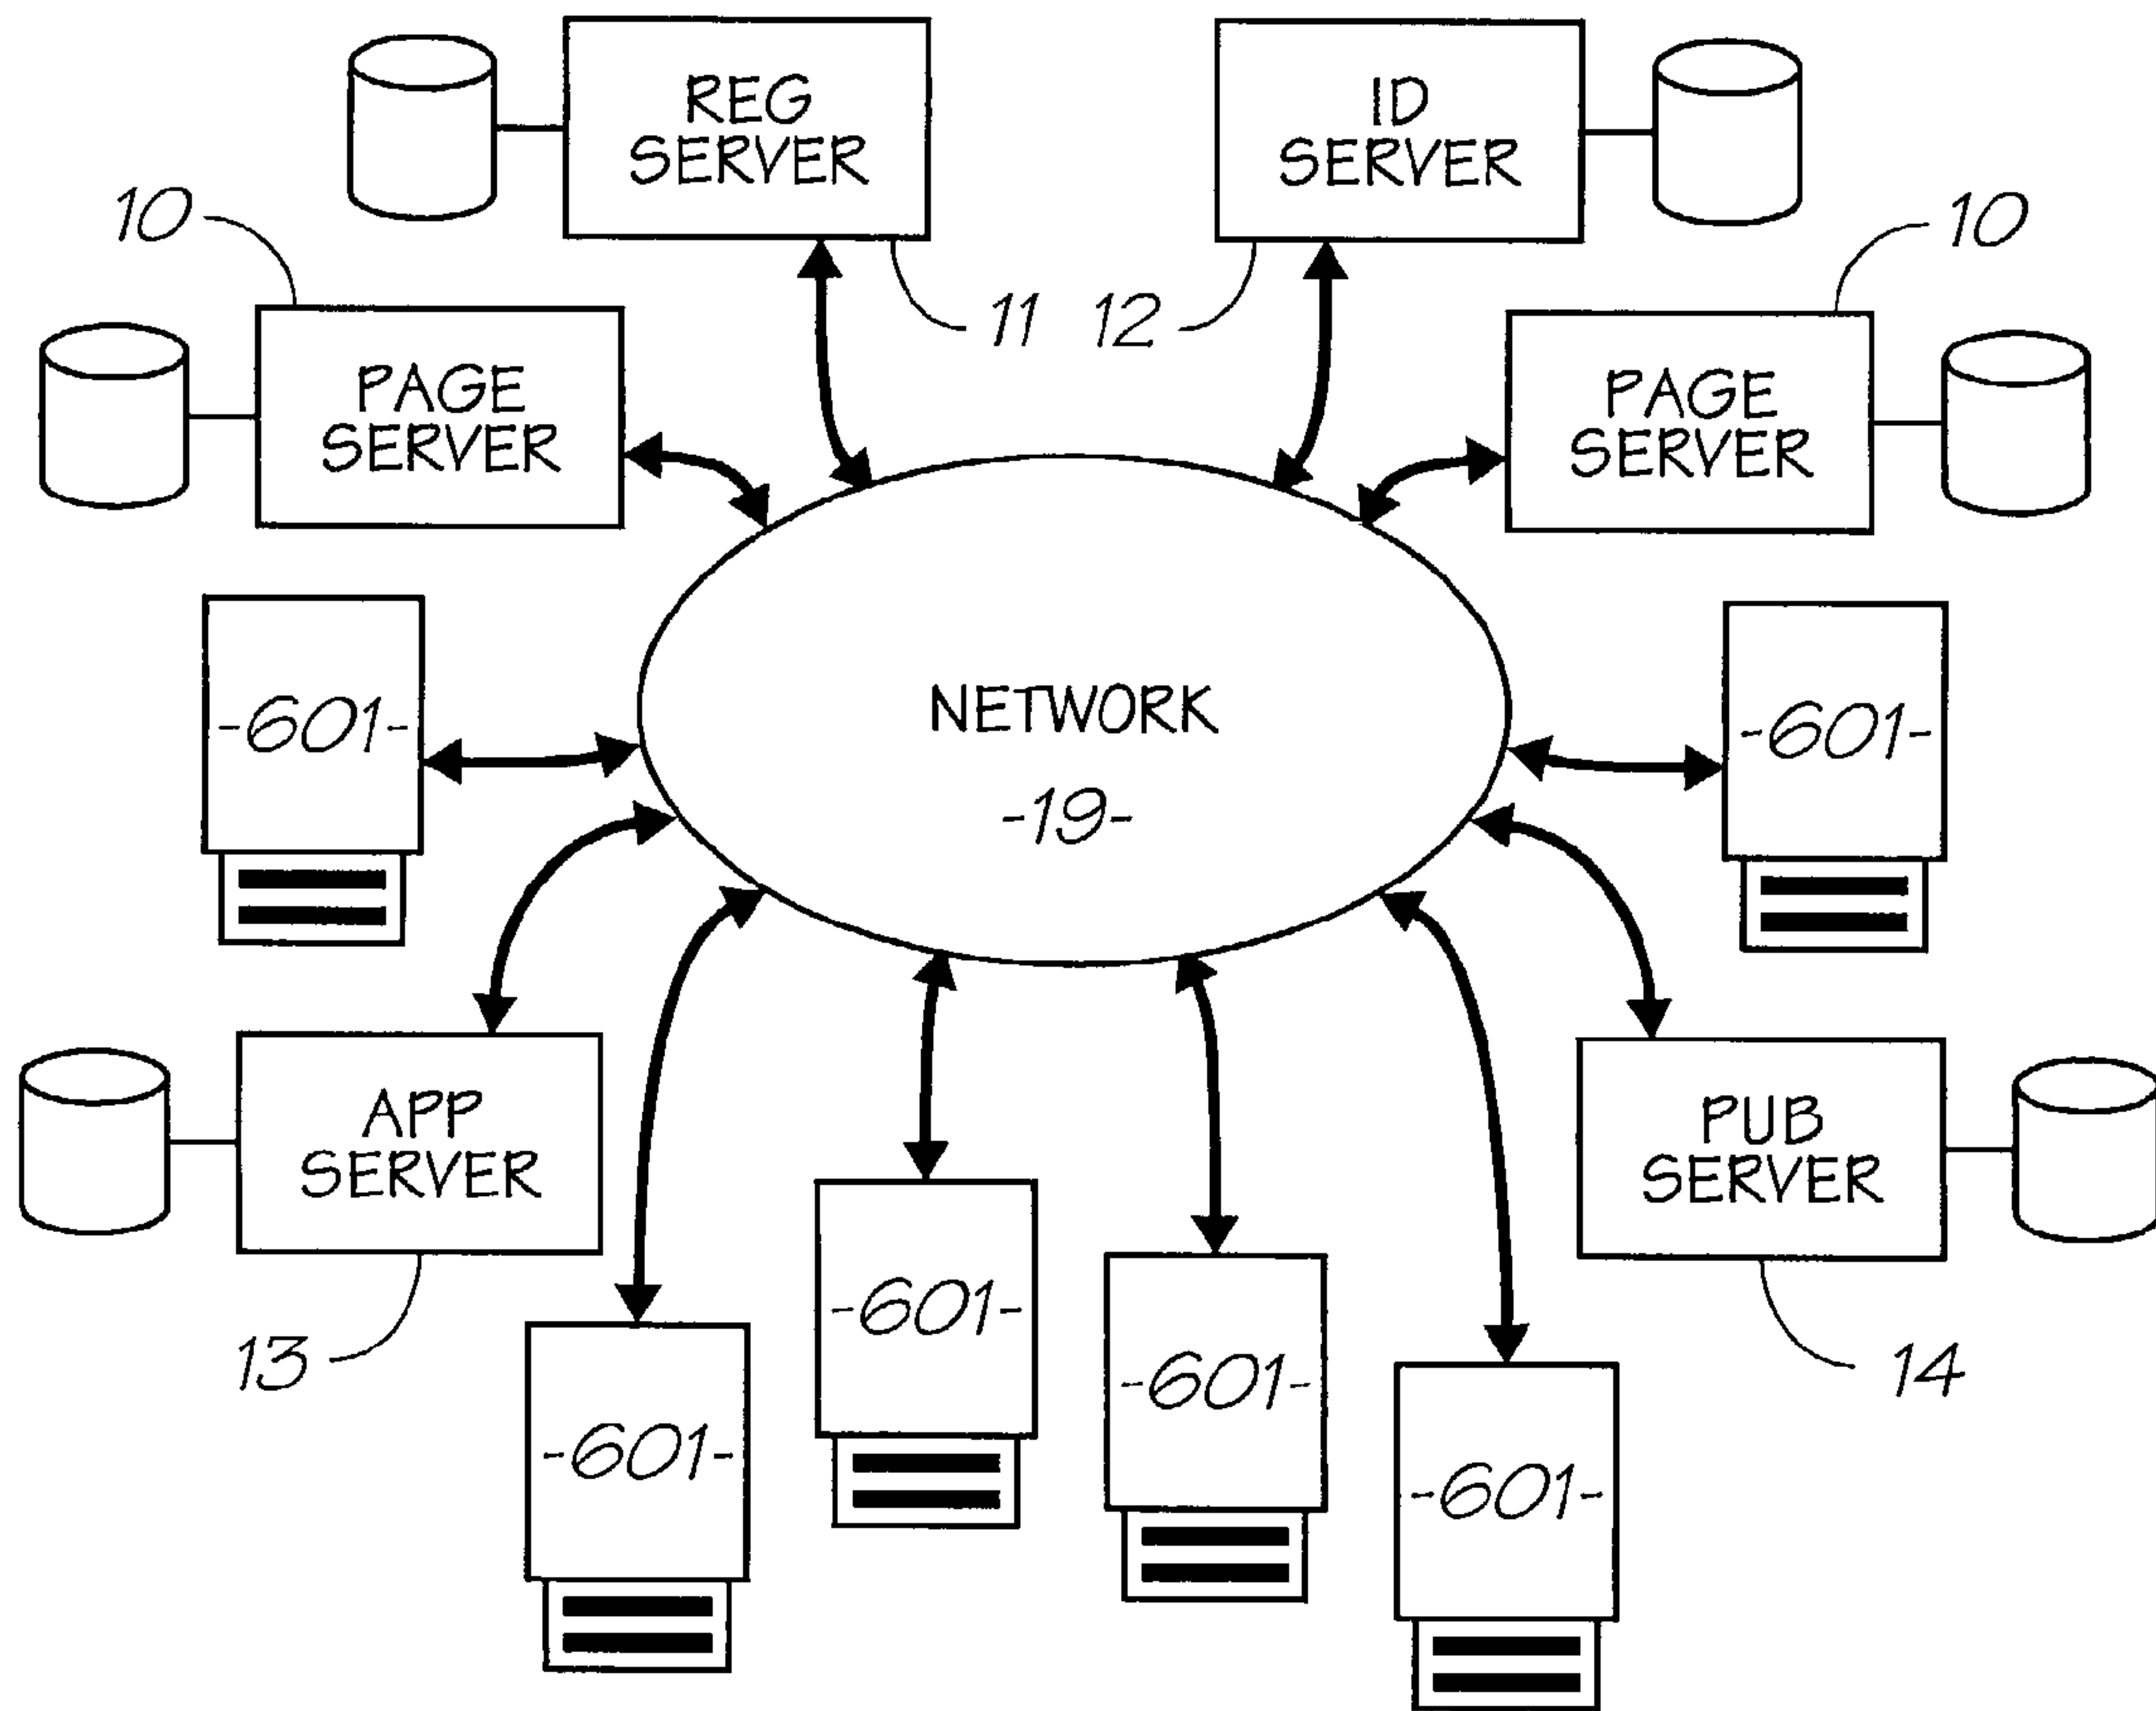 REG
SERVER
ID
SERVER
10
10
11
12
PAGE
SERVER
PAGE
SERVER
-601-
NETWORK
-19-
-601-
APP
SERVER
PUB
SERVER
-601-
-601-
13
14
-601-
-601-